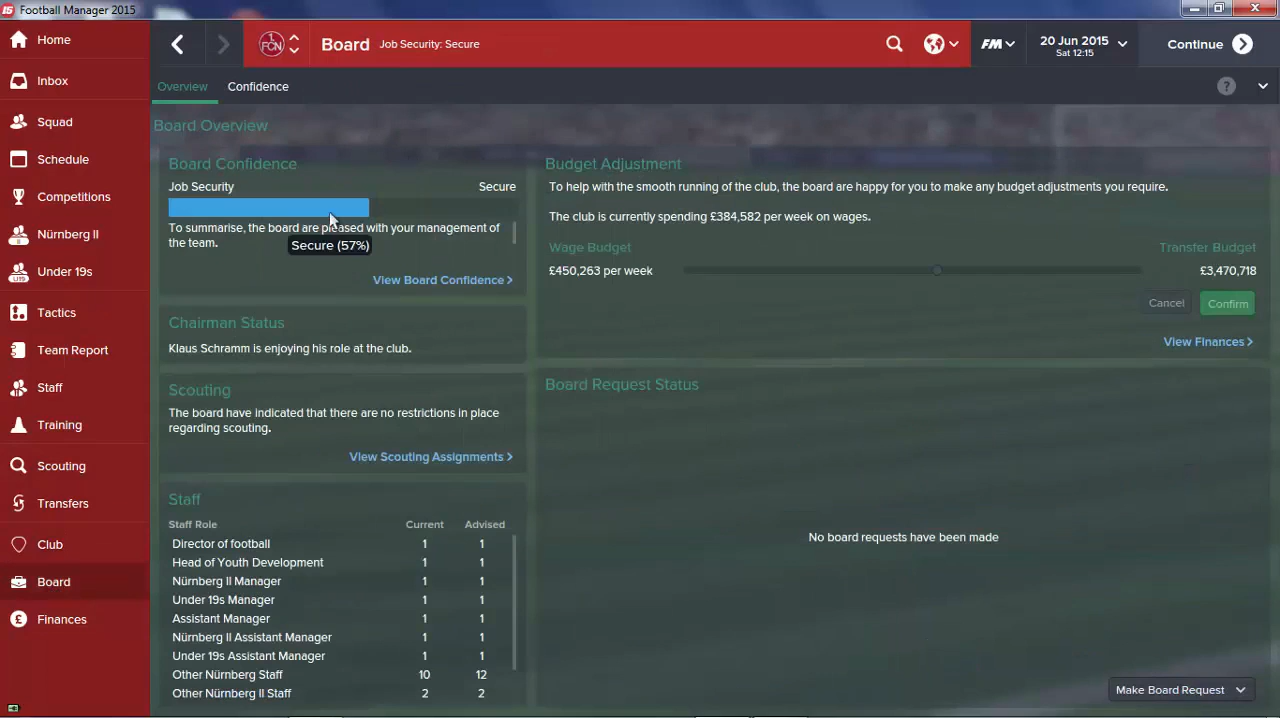 Football Manager 2015
Home
Inbox
Squad
Schedule
Competitions
Nürnberg II
Under 19s
Tactics
Team Report
Staff
Training
Scouting
Transfers
Club
Board
Finances
FCN
Board Job Security: Secure
FM
20 Jun 2015
Sat 12:15
Continue
Overview Confidence
?
Board Overview
Board Confidence
Job Security Secure
To summarise, the board are pleased with your management of
the team.
Secure (57%)
View Board Confidence >
Chairman Status
Klaus Schramm is enjoying his role at the club.
Scouting
The board have indicated that there are no restrictions in place
regarding scouting.
View Scouting Assignments >
Staff
Staff Role Current Advised
Director of football 1 1
Head of Youth Development 1 1
Nürnberg II Manager 1 1
Under 19s Manager 1 1
Assistant Manager 1 1
Nürnberg II Assistant Manager 1 1
Under 19s Assistant Manager 1 1
Other Nürnberg Staff 10 12
Other Nürnberg II Staff 2 2
Budget Adjustment
To help with the smooth running of the club, the board are happy for you to make any budget adjustments you require.
The club is currently spending £384,582 per week on wages.
Wage Budget Transfer Budget
£450,263 per week £3,470,718
Cancel Confirm
View Finances >
Board Request Status
No board requests have been made
Make Board Request